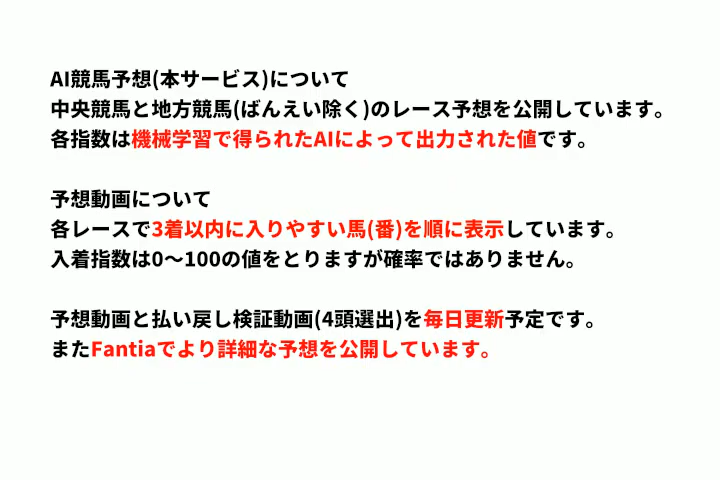 AI競馬予想(本サービス)について
中央競馬と地方競馬(ばんえい除く)のレース予想を公開しています。
各指数は機械学習で得られたAIによって出力された値です。
予想動画について
各レースで3着以内に入りやすい馬(番)を順に表示しています。
入着指数は0〜100の値をとりますが確率ではありません。
予想動画と払い戻し検証動画(4頭選出)を毎日更新予定です。
またFantiaでより詳細な予想を公開しています。